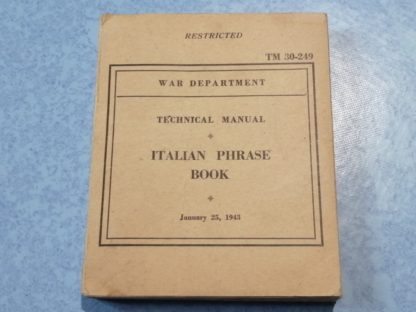 RESTRICTED
TM 30-249
WAR DEPARTMENT
TECHNICAL MANUAL
ITALIAN PHRASE
BOOK
January 25, 1943